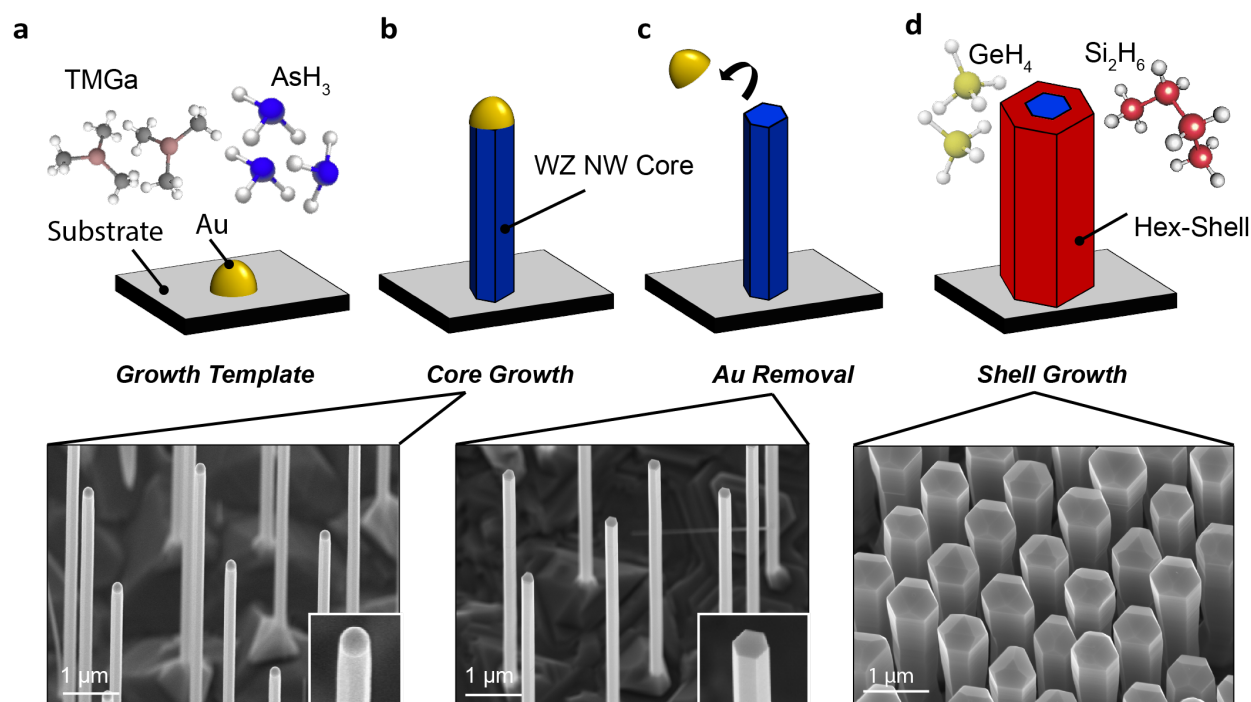 a
b
c
d
TMGa
AsH₃
GeH₄
Si₂H₆
WZ NW Core
Substrate
Au
Hex-Shell
Growth Template
Core Growth
Au Removal
Shell Growth
1 µm
1 µm
1 µm